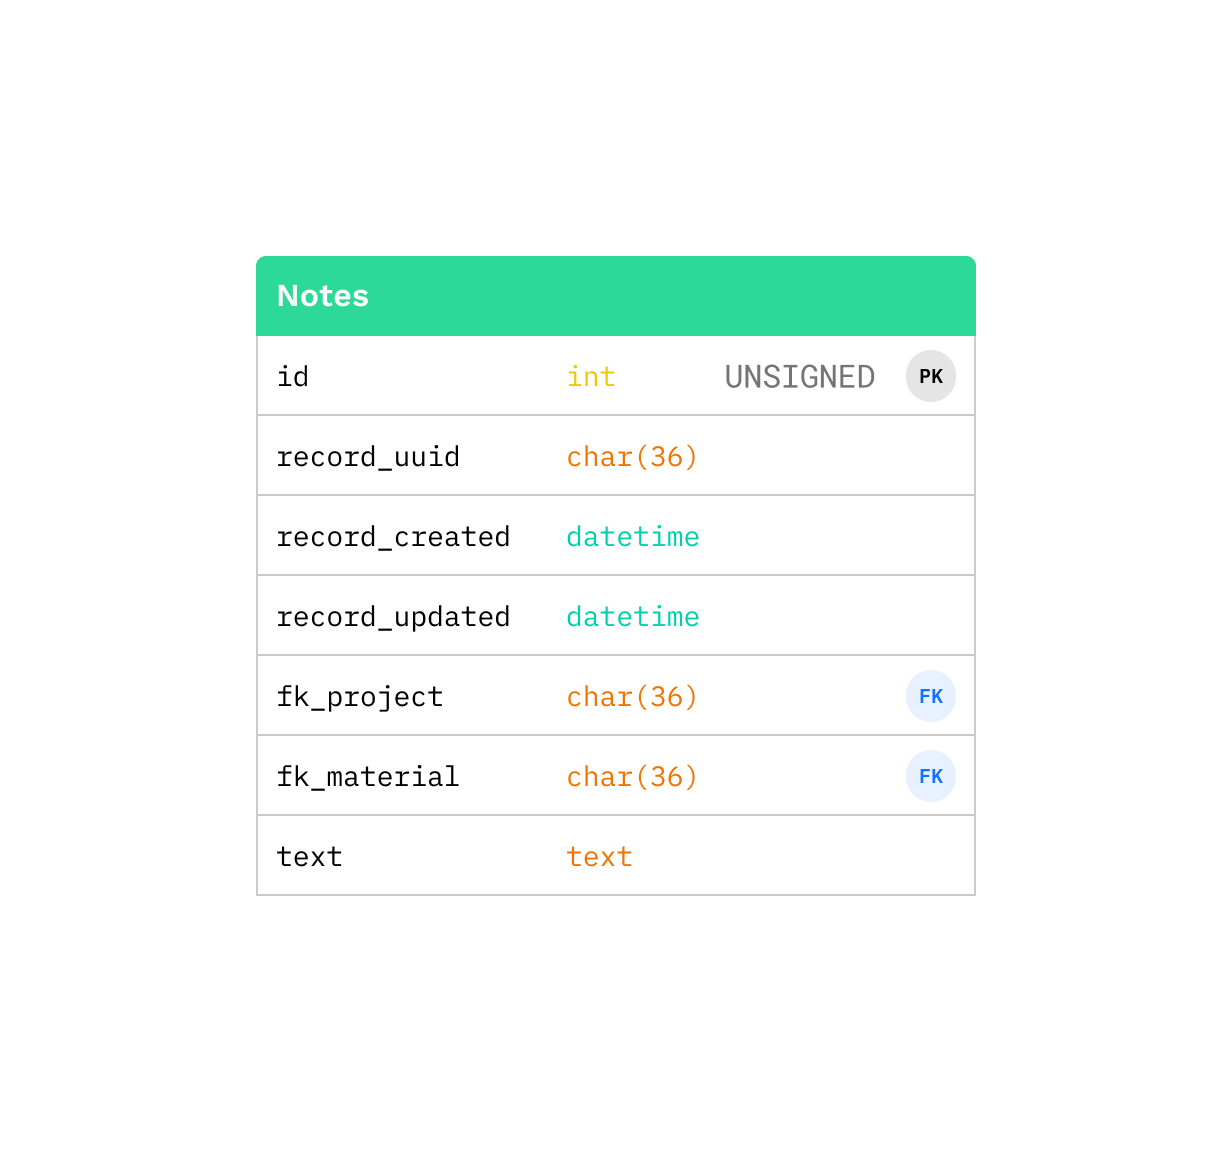 Notes
id int UNSIGNED PK
record_uuid char(36)
record_created datetime
record_updated datetime
fk_project char(36) FK
fk_material char(36) FK
text text